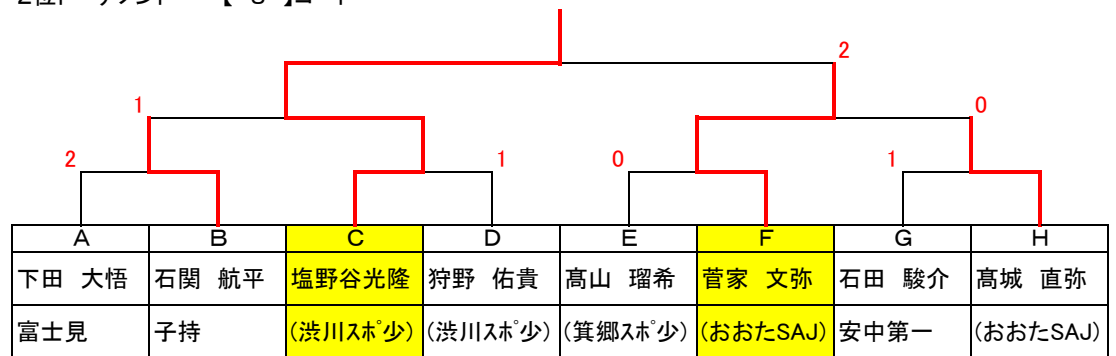 2
1 0
2 1 0 1
A B C D E F G H
下田 大悟 石関 航平 塩野谷光隆 狩野 佑貴 髙山 瑠希 菅家 文弥 石田 駿介 髙城 直弥
富士見 子持 (渋川ｽﾎﾟ少) (渋川ｽﾎﾟ少) (箕郷ｽﾎﾟ少) (おおたSAJ) 安中第一 (おおたSAJ)